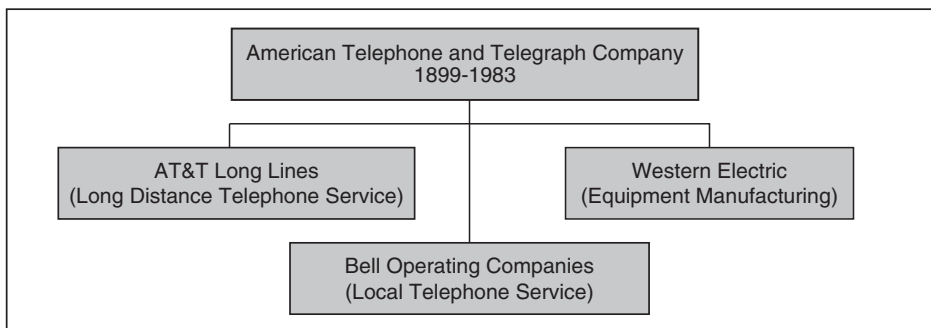 American Telephone and Telegraph Company
1899-1983
AT&T Long Lines
(Long Distance Telephone Service)
Western Electric
(Equipment Manufacturing)
Bell Operating Companies
(Local Telephone Service)